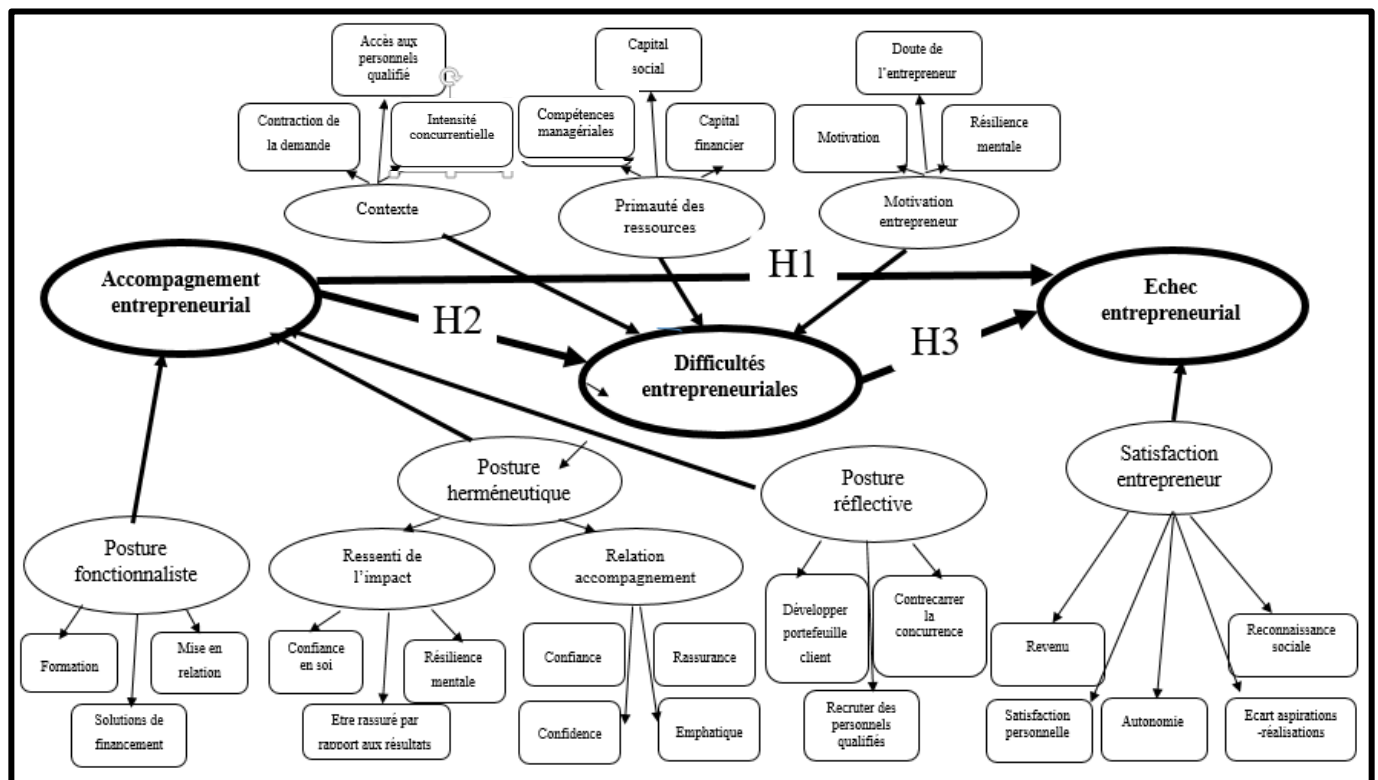 Accès aux
personnels
qualifié
Capital
social
Doute de
l’entrepreneur
Contraction de
la demande
Intensité
concurrentielle
Compétences
managériales
Capital
financier
Motivation
Résilience
mentale
Contexte
Primauté des
ressources
Motivation
entrepreneur
Accompagnement
entrepreneurial
H1
Echec
entrepreneurial
H2
H3
Difficultés
entrepreneuriales
Posture
herméneutique
Posture
réflective
Satisfaction
entrepreneur
Posture
fonctionnaliste
Ressenti de
l’impact
Relation
accompagnement
Formation
Mise en
relation
Solutions de
financement
Confiance
en soi
Résilience
mentale
Etre rassuré par
rapport aux résultats
Confiance
Rassurance
Confidence
Emphatique
Développer
portefeuille
client
Contrecarrer
la
concurrence
Recruter des
personnels
qualifiés
Revenu
Reconnaissance
sociale
Satisfaction
personnelle
Autonomie
Ecart aspirations
-réalisations